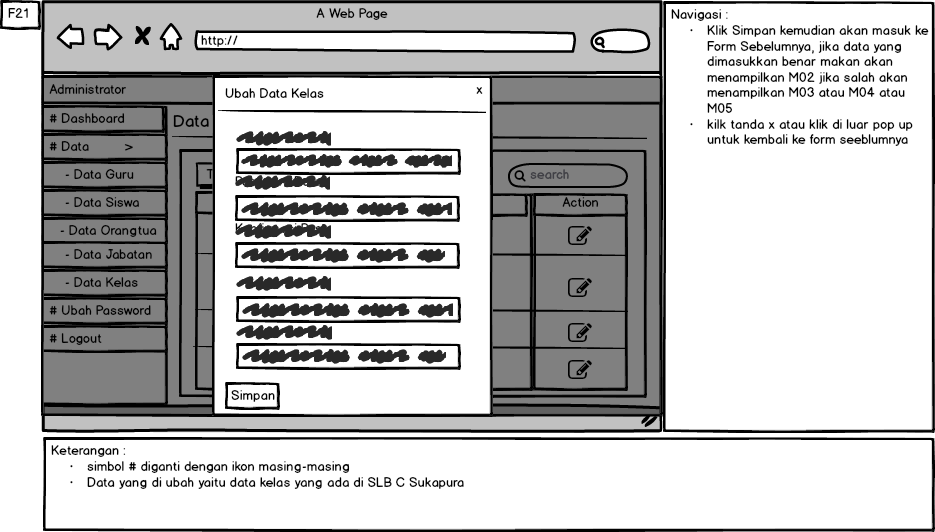 F21
A Web Page
http://
Administrator
# Dashboard
# Data >
- Data Guru
- Data Siswa
- Data Orangtua
- Data Jabatan
- Data Kelas
# Ubah Password
# Logout
Data
T
search
Action
Ubah Data Kelas x
Simpan
Navigasi :
· Klik Simpan kemudian akan masuk ke
Form Sebelumnya, jika data yang
dimasukkan benar makan akan
menampilkan M02 jika salah akan
menampilkan M03 atau M04 atau
M05
· kilk tanda x atau klik di luar pop up
untuk kembali ke form seeblumnya
Keterangan :
· simbol # diganti dengan ikon masing-masing
· Data yang di ubah yaitu data kelas yang ada di SLB C Sukapura